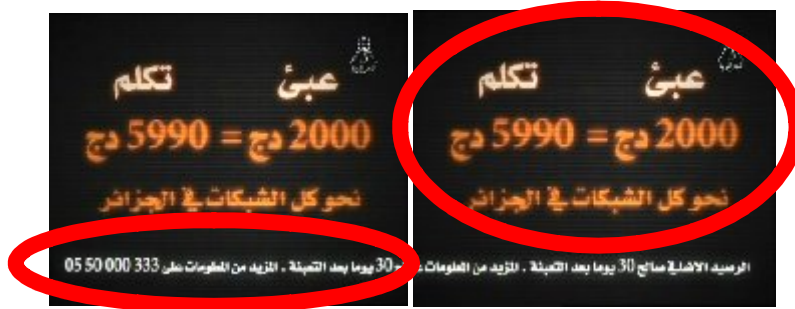 عبئ تكلم
2000 دج = 5990 دج
نحو كل الشبكات في الجزائر
الرصيد الاضافي صالح 30 يوما بعد التعبئة . المزيد من المعلومات
عبئ تكلم
2000 دج = 5990 دج
نحو كل الشبكات في الجزائر
30 يوما بعد التعبئة . المزيد من المعلومات على 05 50 000 333